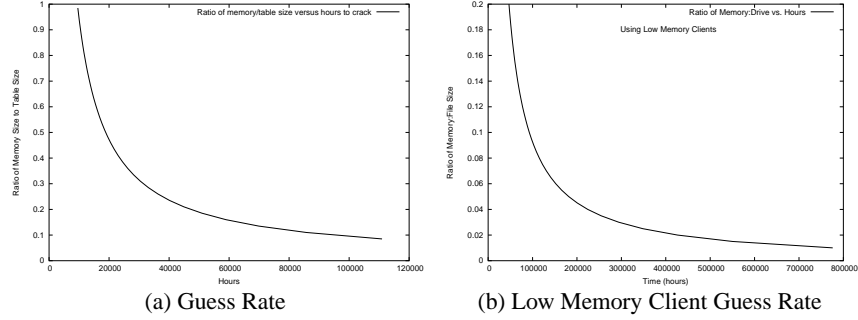 Ratio of memory/table size versus hours to crack
Ratio of Memory Size to Table Size
1
0.9
0.8
0.7
0.6
0.5
0.4
0.3
0.2
0.1
0
0 20000 40000 60000 80000 100000 120000
Hours
(a) Guess Rate
Ratio of Memory:Drive vs. Hours
Using Low Memory Clients
Ratio of Memory:File Size
0.2
0.18
0.16
0.14
0.12
0.1
0.08
0.06
0.04
0.02
0
0 100000 200000 300000 400000 500000 600000 700000 800000
Time (hours)
(b) Low Memory Client Guess Rate